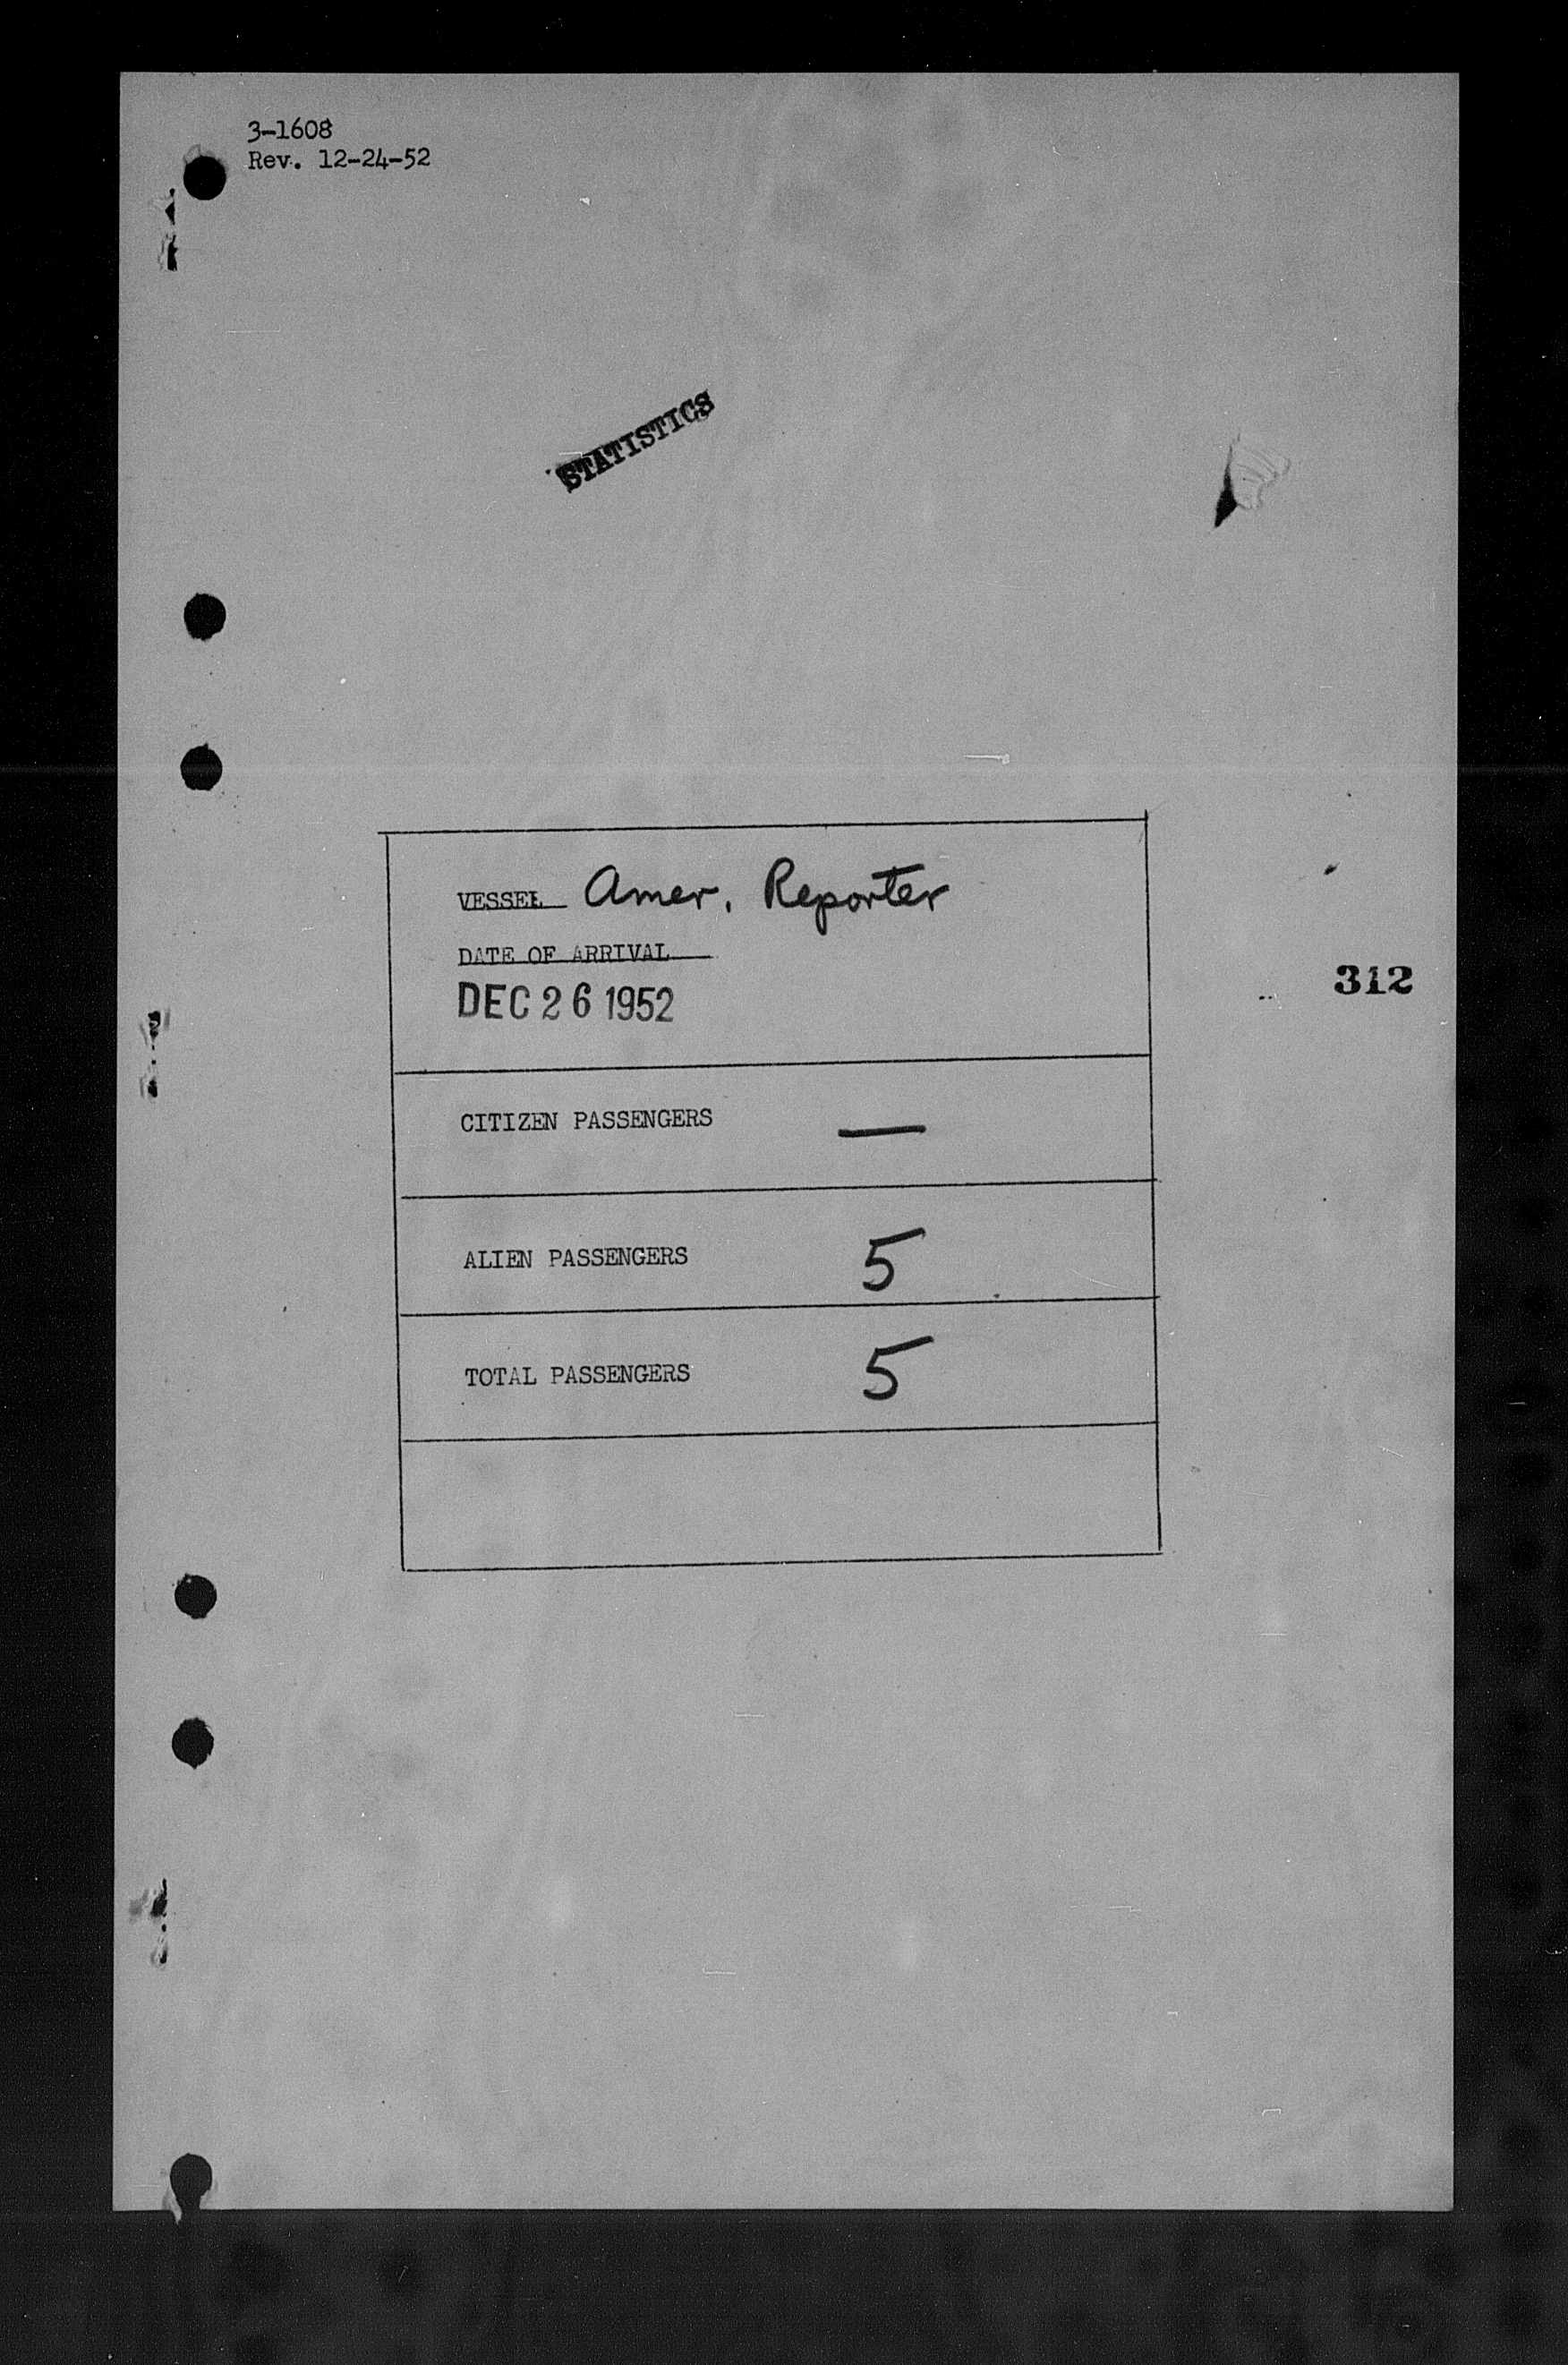 3-1608
Rev. 12-24-52
STATISTICS
VESSEL Amer. Reporter
DATE OF ARRIVAL
DEC 26 1952
312
CITIZEN PASSENGERS —
ALIEN PASSENGERS 5
TOTAL PASSENGERS 5